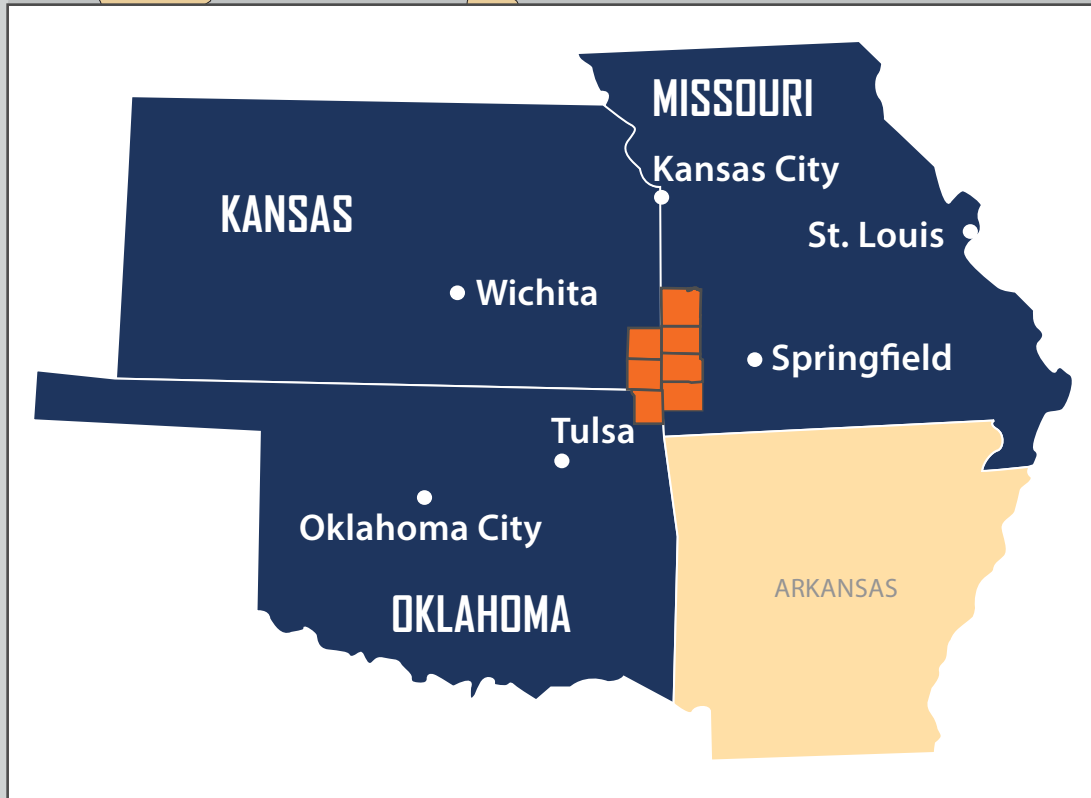 MISSOURI
Kansas City
KANSAS
St. Louis
Wichita
Springfield
Tulsa
Oklahoma City
ARKANSAS
OKLAHOMA